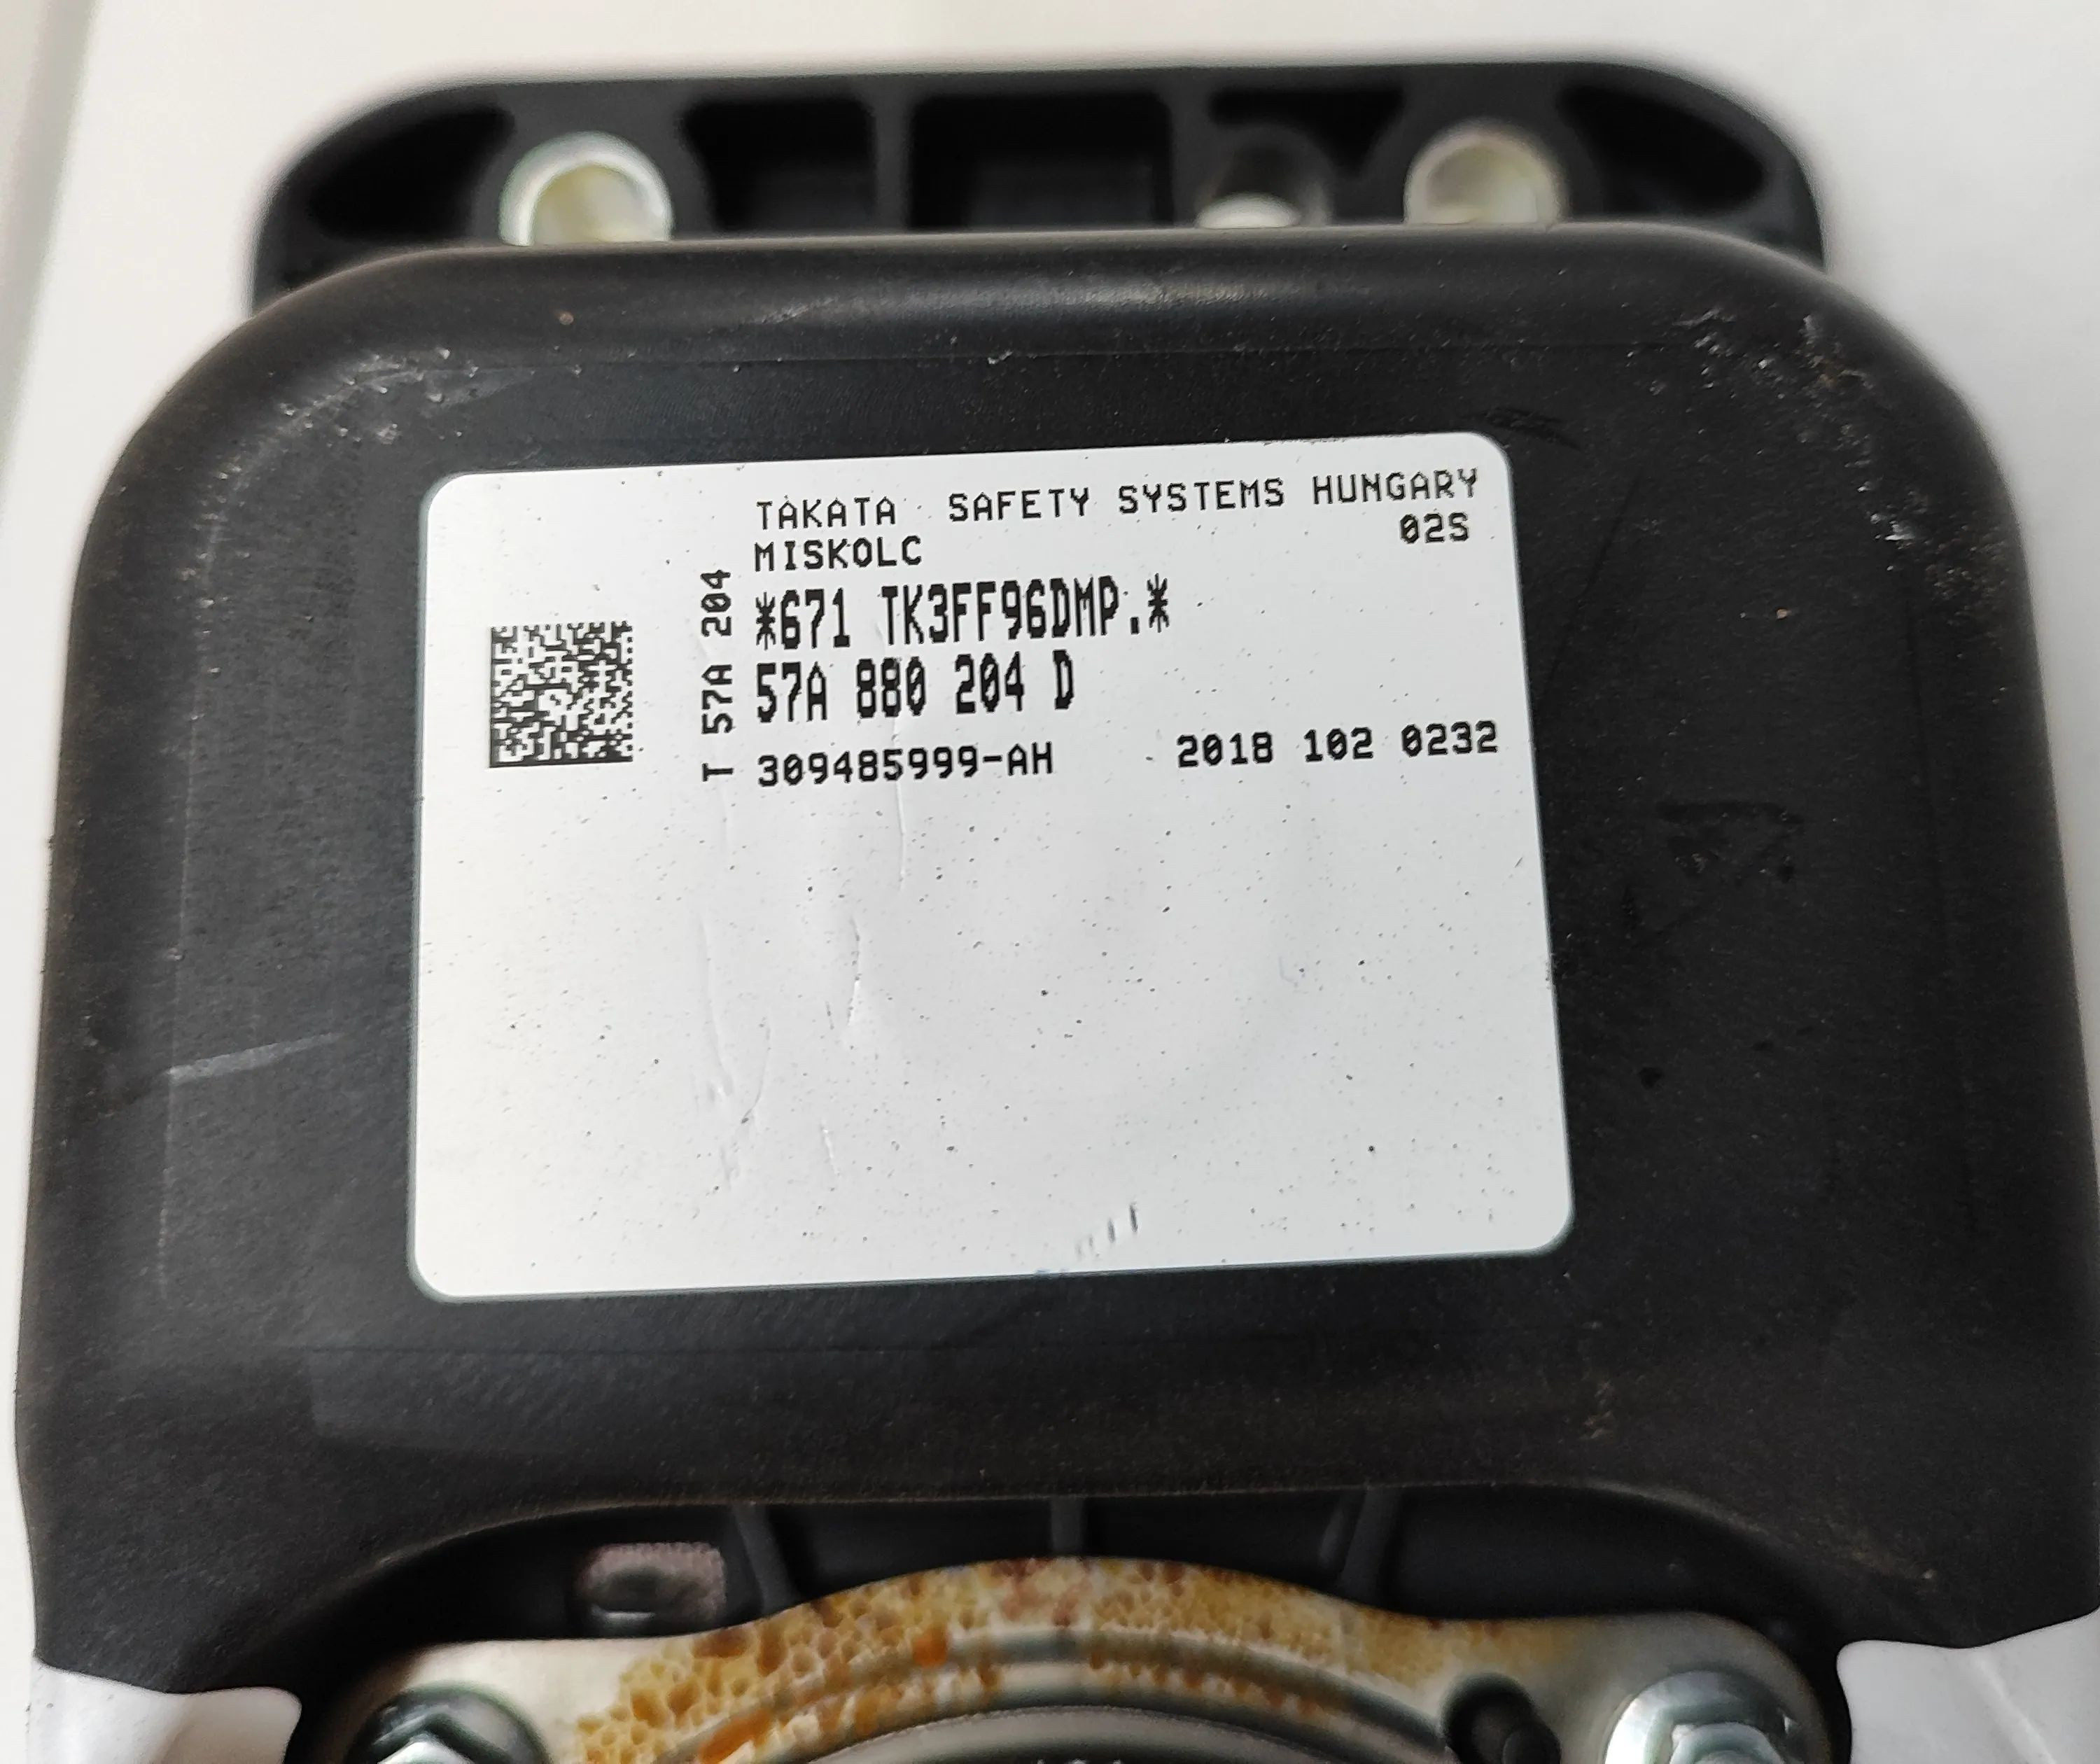 TAKATA SAFETY SYSTEMS HUNGARY
MISKOLC 02S
*671 TK3FF96DMP.*
57A 880 204 D
309485999-AH 2018 102 0232
T 57A 204